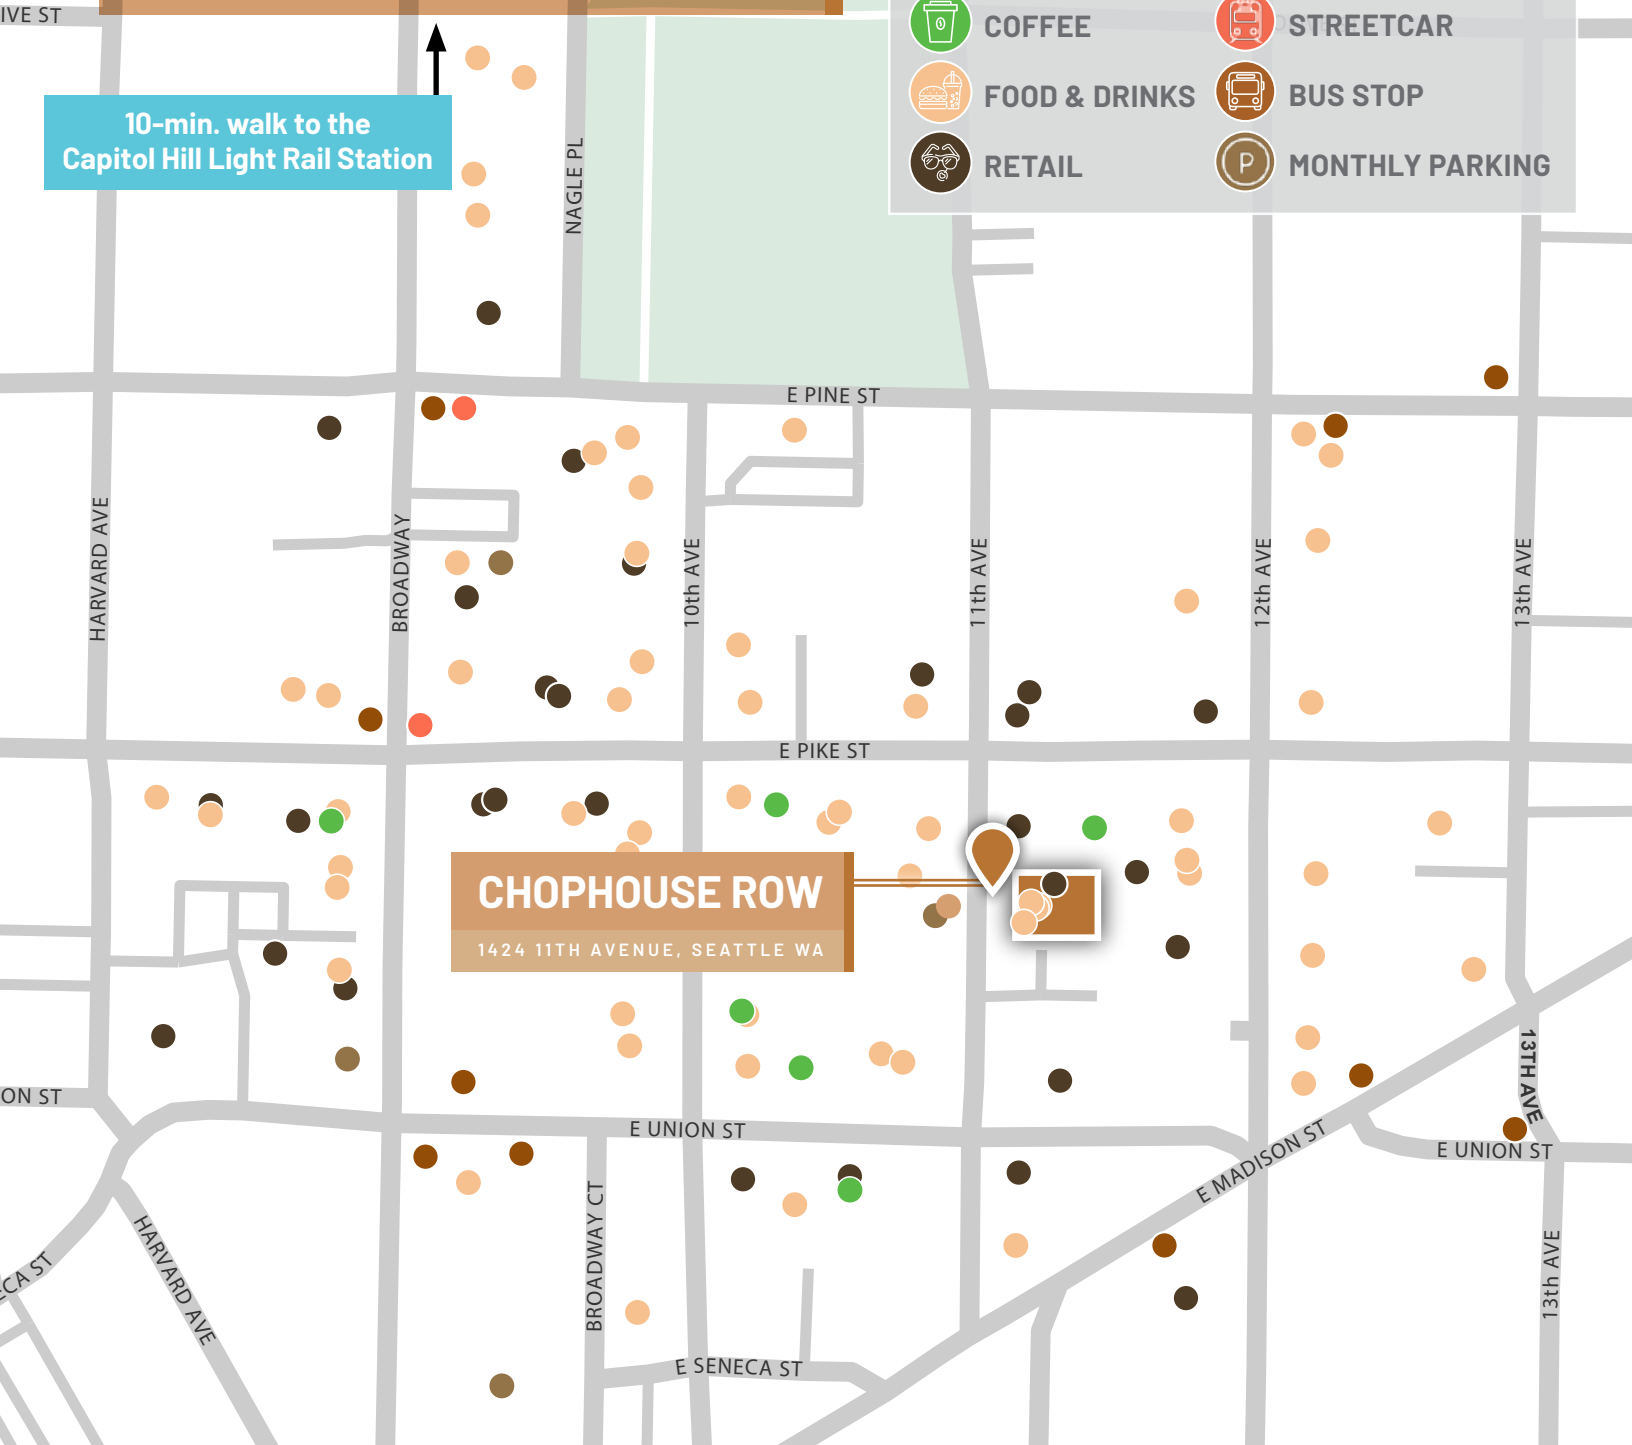 IVE ST
COFFEE
STREETCAR
FOOD & DRINKS
BUS STOP
RETAIL
P
MONTHLY PARKING
10-min. walk to the
Capitol Hill Light Rail Station
NAGLE PL
E PINE ST
HARVARD AVE
BROADWAY
10th AVE
11th AVE
12th AVE
13th AVE
E PIKE ST
CHOPHOUSE ROW
1424 11TH AVENUE, SEATTLE WA
13TH AVE
ON ST
E UNION ST
E MADISON ST
E UNION ST
HARVARD AVE
BROADWAY CT
13th AVE
CA ST
E SENECA ST